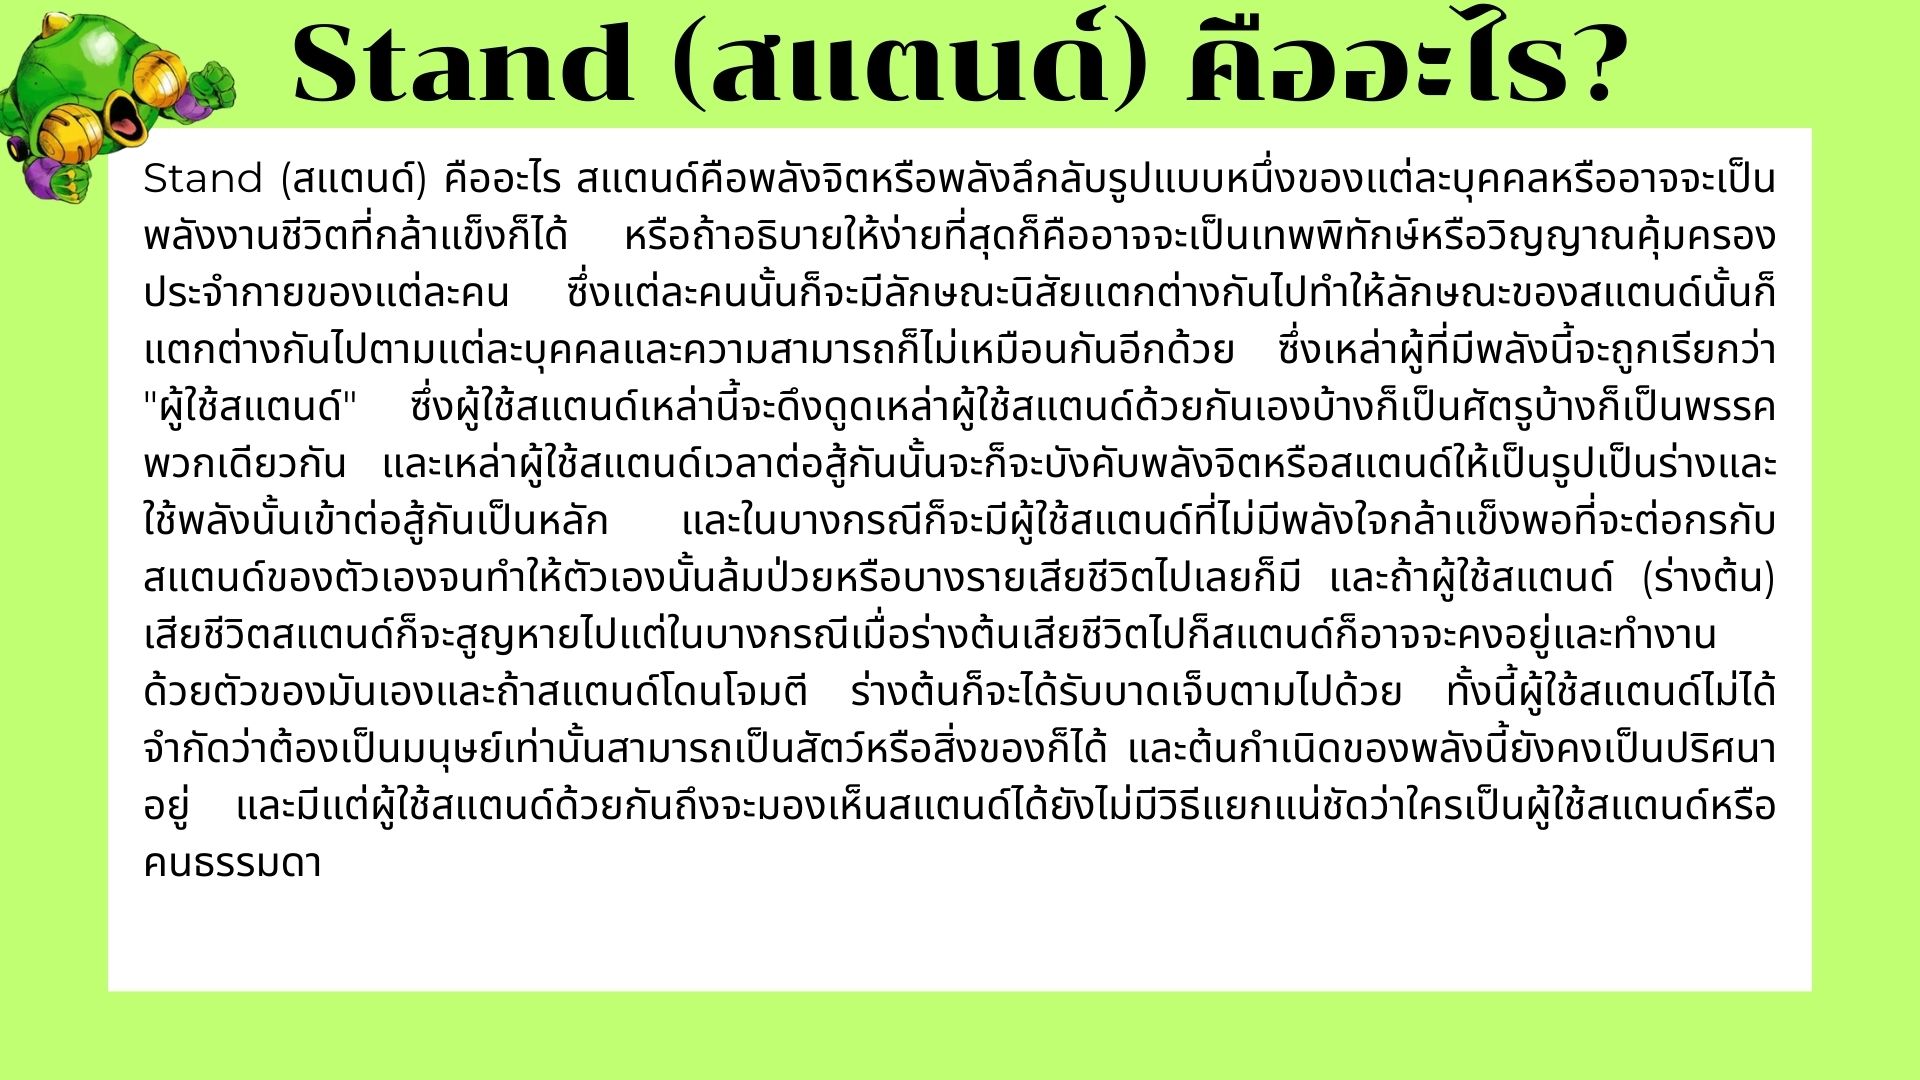 Stand (สแตนด์) คืออะไร?
Stand (สแตนด์) คืออะไร สแตนด์คือพลังจิตหรือพลังลึกลับรูปแบบหนึ่งของแต่ละบุคคลหรืออาจจะเป็น
พลังงานชีวิตที่กล้าแข็งก็ได้ หรือถ้าอธิบายให้ง่ายที่สุดก็คืออาจจะเป็นเทพพิทักษ์หรือวิญญาณคุ้มครอง
ประจำกายของแต่ละคน ซึ่งแต่ละคนนั้นก็จะมีลักษณะนิสัยแตกต่างกันไปทำให้ลักษณะของสแตนด์นั้นก็
แตกต่างกันไปตามแต่ละบุคคลและความสามารถก็ไม่เหมือนกันอีกด้วย ซึ่งเหล่าผู้ที่มีพลังนี้จะถูกเรียกว่า
"ผู้ใช้สแตนด์" ซึ่งผู้ใช้สแตนด์เหล่านี้จะดึงดูดเหล่าผู้ใช้สแตนด์ด้วยกันเองบ้างก็เป็นศัตรูบ้างก็เป็นพรรค
พวกเดียวกัน และเหล่าผู้ใช้สแตนด์เวลาต่อสู้กันนั้นจะก็จะบังคับพลังจิตหรือสแตนด์ให้เป็นรูปเป็นร่างและ
ใช้พลังนั้นเข้าต่อสู้กันเป็นหลัก และในบางกรณีก็จะมีผู้ใช้สแตนด์ที่ไม่มีพลังใจกล้าแข็งพอที่จะต่อกรกับ
สแตนด์ของตัวเองจนทำให้ตัวเองนั้นล้มป่วยหรือบางรายเสียชีวิตไปเลยก็มี และถ้าผู้ใช้สแตนด์ (ร่างต้น)
เสียชีวิตสแตนด์ก็จะสูญหายไปแต่ในบางกรณีเมื่อร่างต้นเสียชีวิตไปก็สแตนด์ก็อาจจะคงอยู่และทำงาน
ด้วยตัวของมันเองและถ้าสแตนด์โดนโจมตี ร่างต้นก็จะได้รับบาดเจ็บตามไปด้วย ทั้งนี้ผู้ใช้สแตนด์ไม่ได้
จำกัดว่าต้องเป็นมนุษย์เท่านั้นสามารถเป็นสัตว์หรือสิ่งของก็ได้ และต้นกำเนิดของพลังนี้ยังคงเป็นปริศนา
อยู่ และมีแต่ผู้ใช้สแตนด์ด้วยกันถึงจะมองเห็นสแตนด์ได้ยังไม่มีวิธีแยกแน่ชัดว่าใครเป็นผู้ใช้สแตนด์หรือ
คนธรรมดา